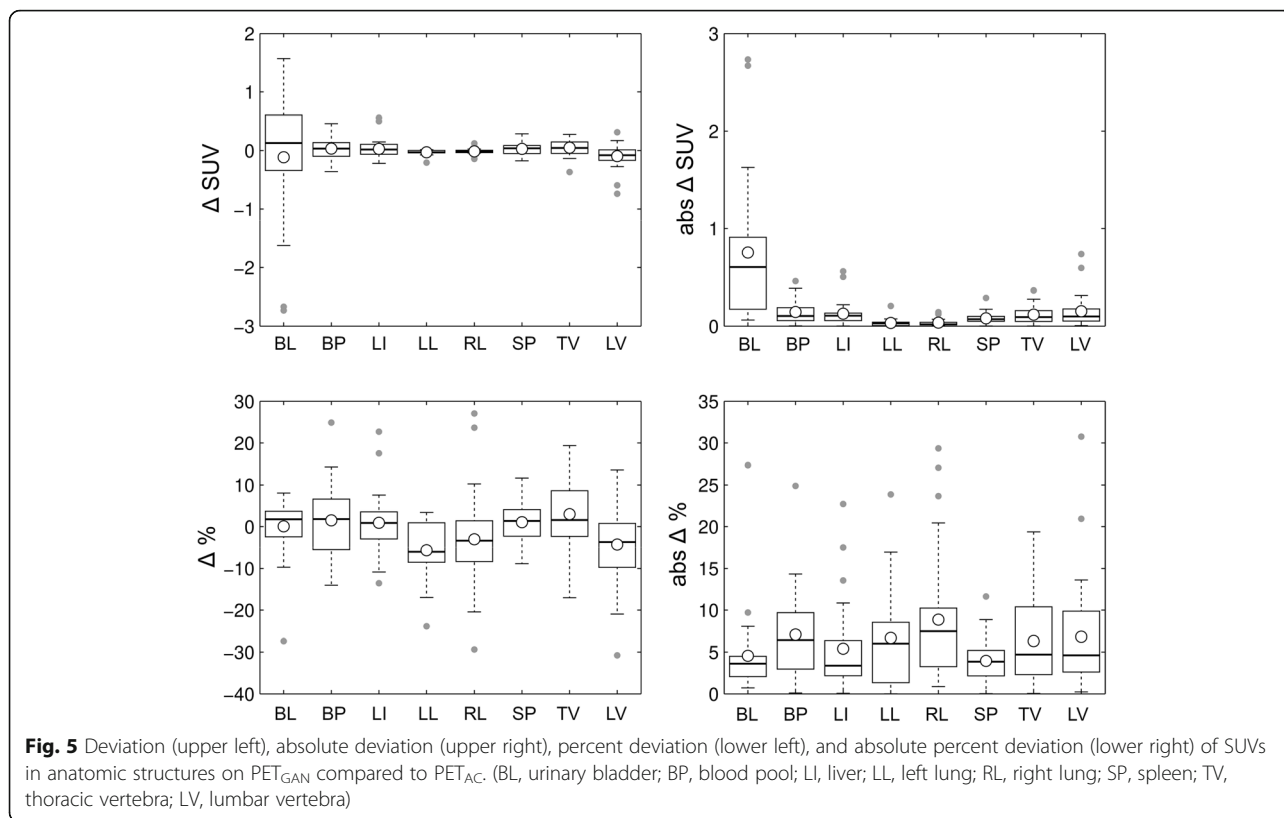 2
1
0
−1
−2
−3
Δ SUV
BL BP LI LL RL SP TV LV
3
2
1
0
abs Δ SUV
BL BP LI LL RL SP TV LV
30
20
10
0
−10
−20
−30
−40
Δ %
BL BP LI LL RL SP TV LV
35
30
25
20
15
10
5
0
abs Δ %
BL BP LI LL RL SP TV LV
Fig. 5 Deviation (upper left), absolute deviation (upper right), percent deviation (lower left), and absolute percent deviation (lower right) of SUVs
in anatomic structures on PETGAN compared to PETAC. (BL, urinary bladder; BP, blood pool; LI, liver; LL, left lung; RL, right lung; SP, spleen; TV,
thoracic vertebra; LV, lumbar vertebra)